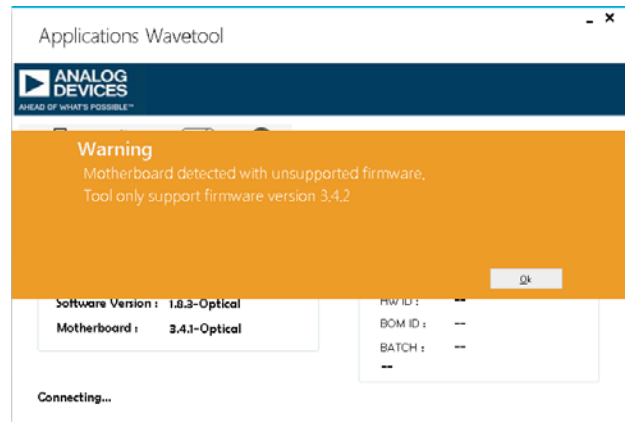 Applications Wavetool
ANALOG
DEVICES
AHEAD OF WHAT'S POSSIBLE™
Warning
Motherboard detected with unsupported firmware,
Tool only support firmware version 3.4.2
Ok
Software Version : 1.8.3-Optical
Motherboard : 3.4.1-Optical
HW ID : --
BOM ID : --
BATCH : --
--
Connecting...